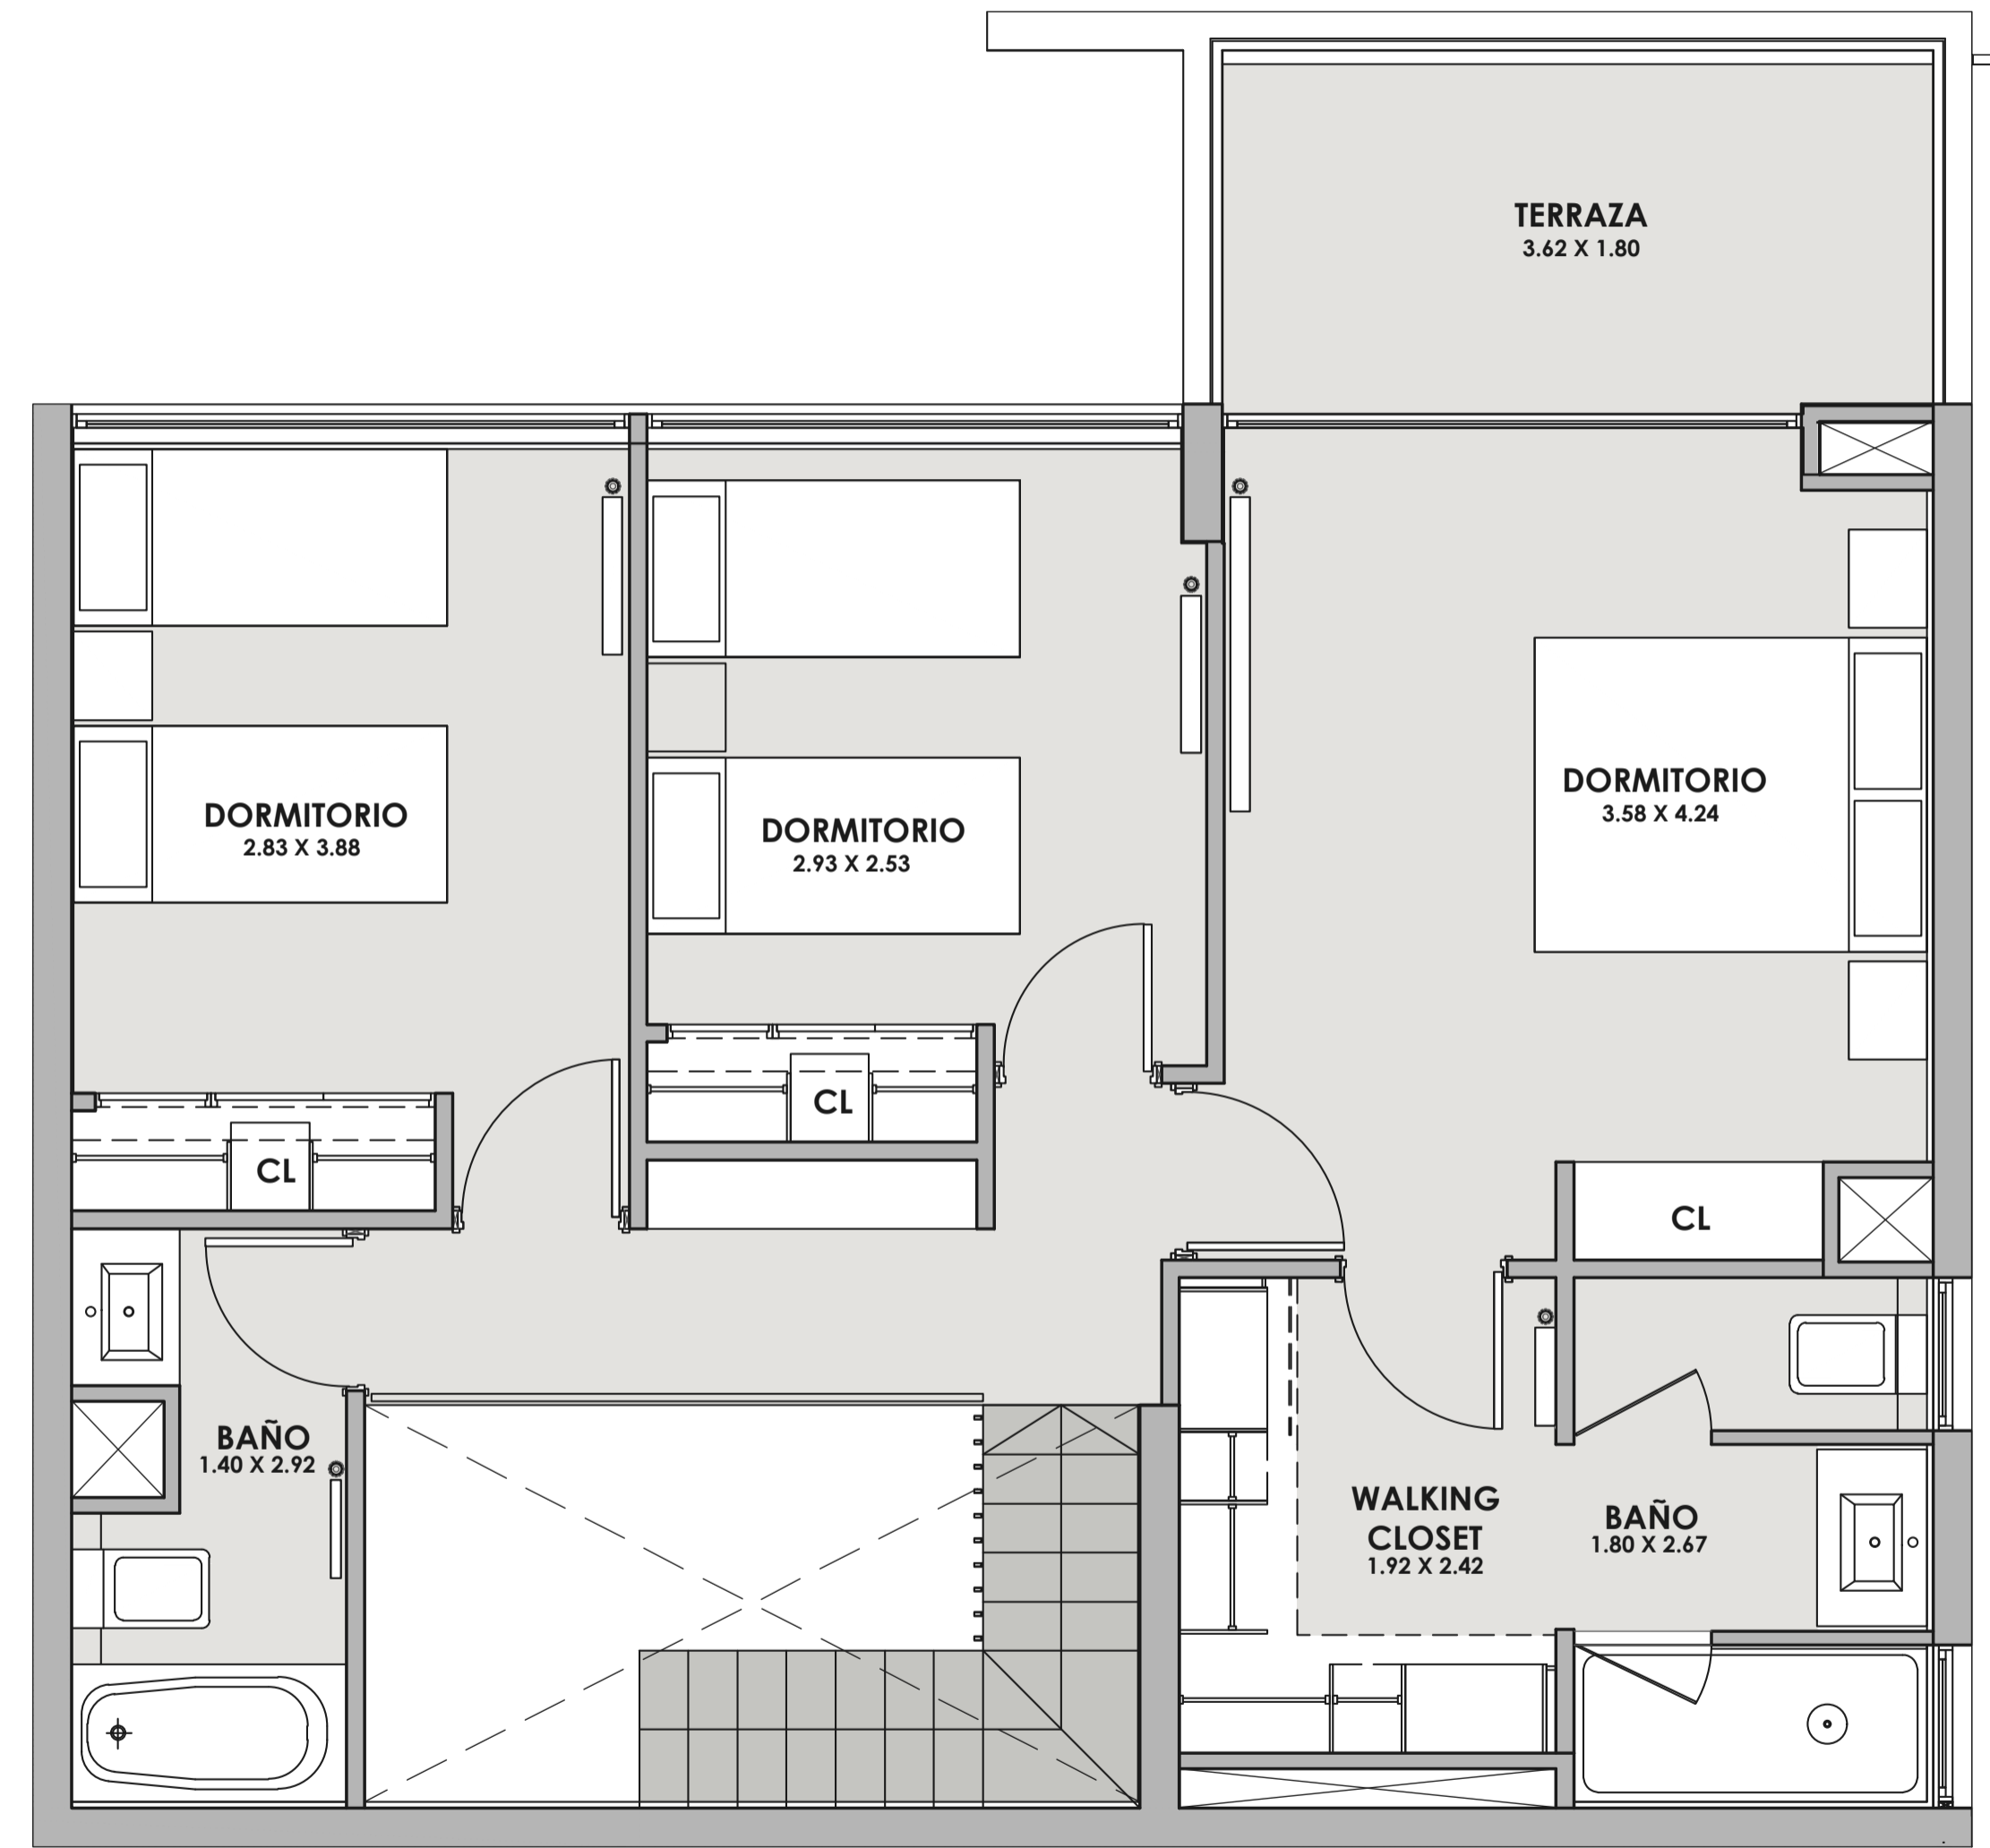 TERRAZA
3.62 X 1.80
DORMITORIO
2.83 X 3.88
DORMITORIO
2.93 X 2.53
DORMITORIO
3.58 X 4.24
CL
CL
CL
BAÑO
1.40 X 2.92
WALKING
CLOSET
1.92 X 2.42
BAÑO
1.80 X 2.67